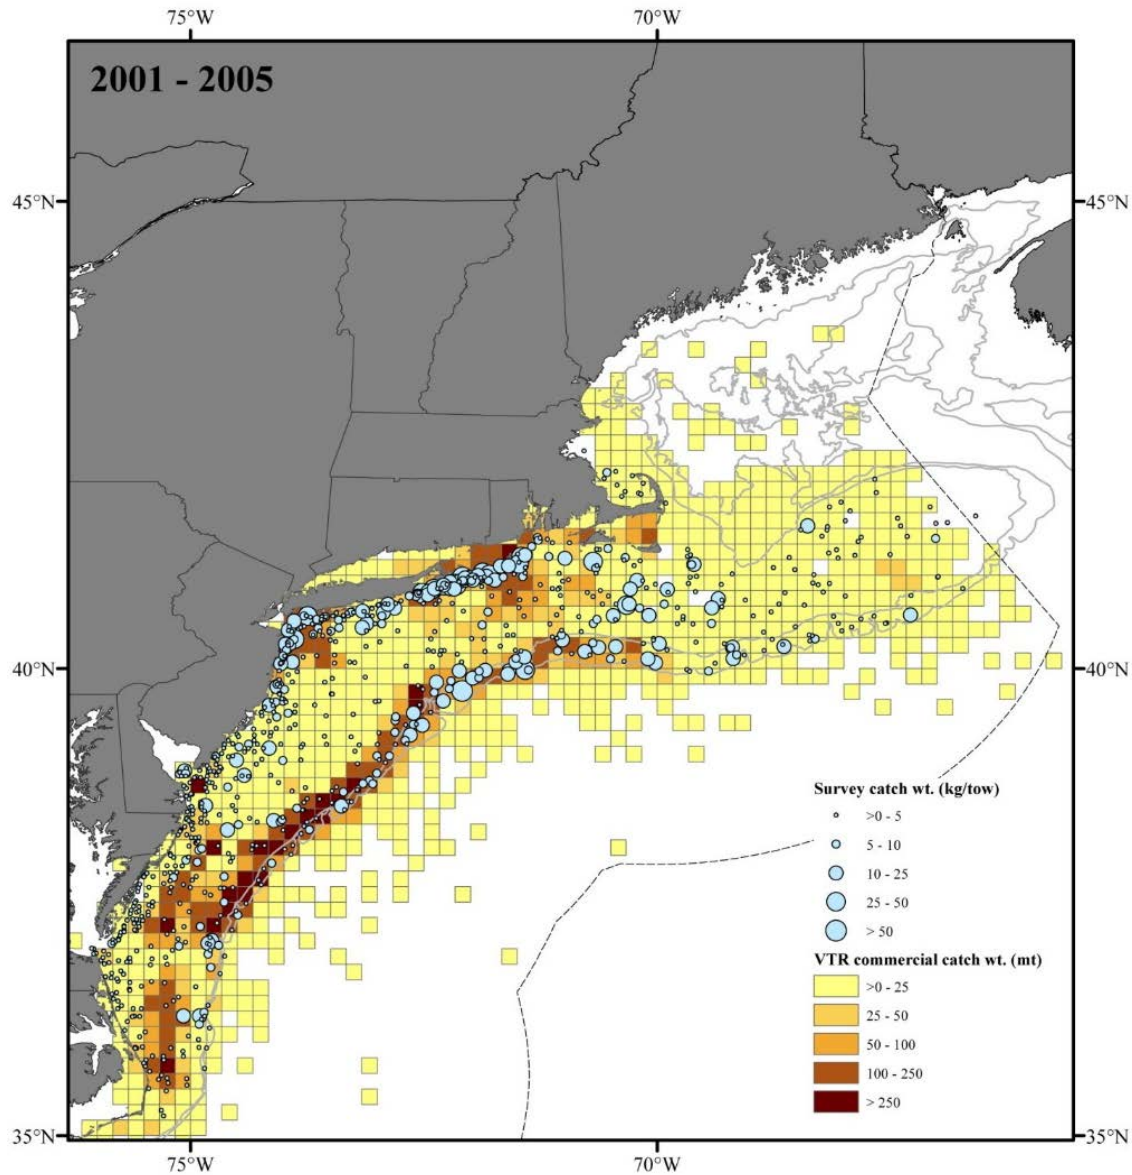 75°W 70°W
2001 - 2005
45°N 45°N
40°N 40°N
Survey catch wt. (kg/tow)
>0 - 5
5 - 10
10 - 25
25 - 50
> 50
VTR commercial catch wt. (mt)
>0 - 25
25 - 50
50 - 100
100 - 250
> 250
35°N 35°N
75°W 70°W